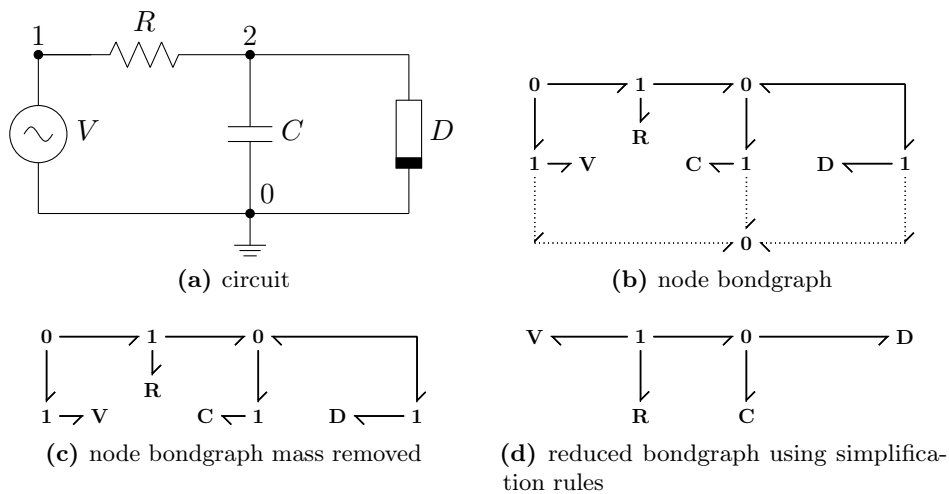 1
R
2
V
C
D
0
(a) circuit
0 1 0
R
1 V C 1 D 1
0
(b) node bondgraph
0 1 0
R
1 V C 1 D 1
(c) node bondgraph mass removed
V 1 0 D
R C
(d) reduced bondgraph using simplifica-
tion rules